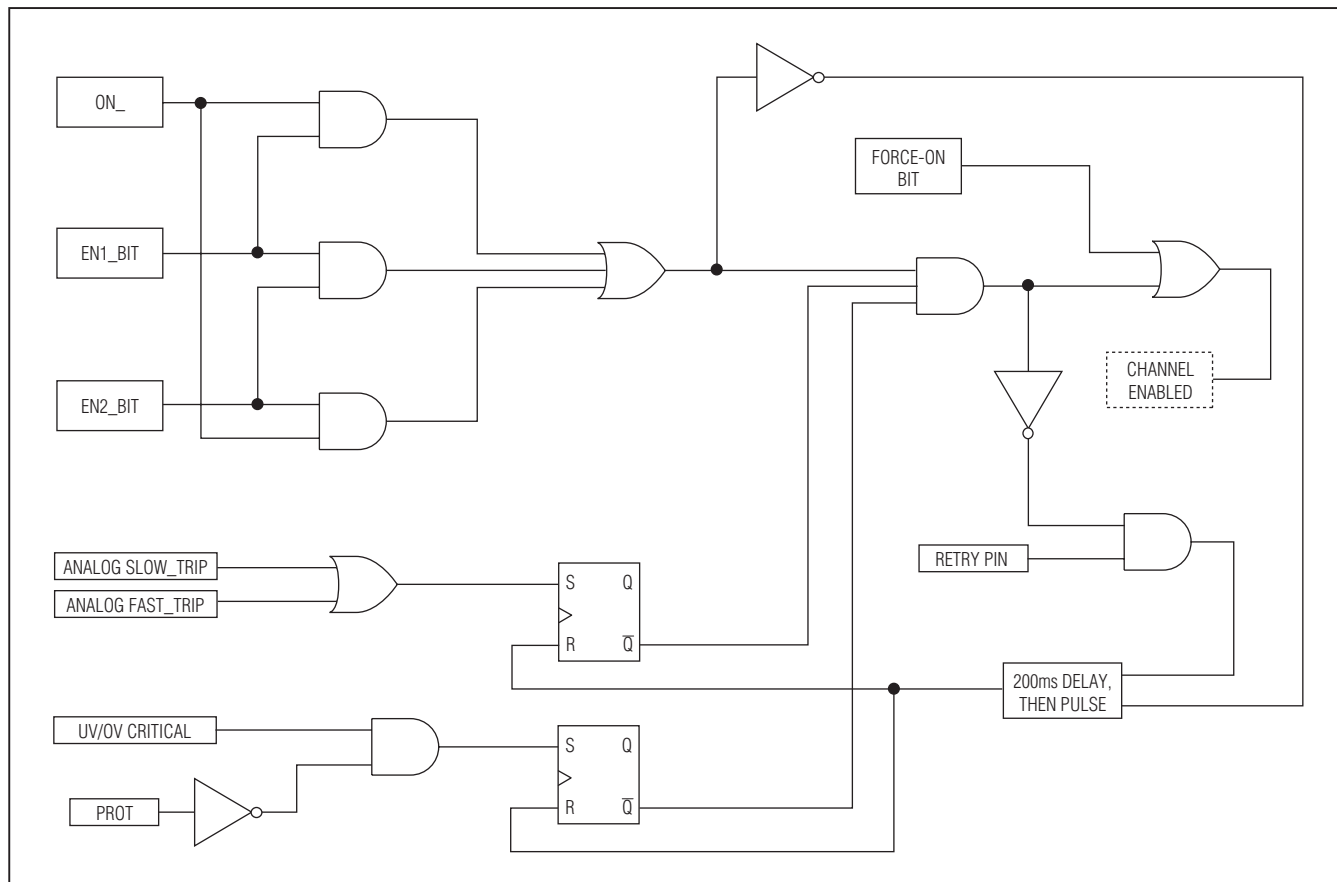 ON_
FORCE-ON
BIT
EN1_BIT
CHANNEL
ENABLED
EN2_BIT
RETRY PIN
ANALOG SLOW_TRIP
ANALOG FAST_TRIP
S Q
R Q̅
200ms DELAY,
THEN PULSE
UV/OV CRITICAL
S Q
R Q̅
PROT